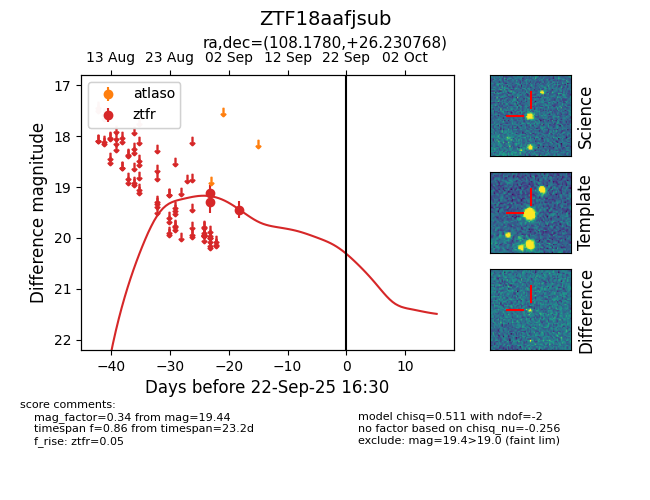 ZTF18aafjsub
ra,dec=(108.1780,+26.230768)
13 Aug 23 Aug 02 Sep 12 Sep 22 Sep 02 Oct
atlaso
ztfr
17
18
19
20
21
22
Difference magnitude
−40 −30 −20 −10 0 10
Days before 22-Sep-25 16:30
Science
Template
Difference
score comments:
mag_factor=0.34 from mag=19.44
timespan f=0.86 from timespan=23.2d
f_rise: ztfr=0.05
model chisq=0.511 with ndof=-2
no factor based on chisq_nu=-0.256
exclude: mag=19.4>19.0 (faint lim)